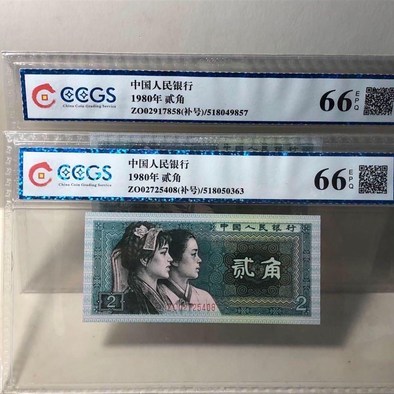 CCGS
China Coin Grading Service
中国人民银行
1980年 贰角
ZO02917858(补号)/518049857
66
EPQ
CCGS
China Coin Grading Service
中国人民银行
1980年 贰角
ZO02725408(补号)/518050363
66
EPQ
中国人民银行
贰角
2
2